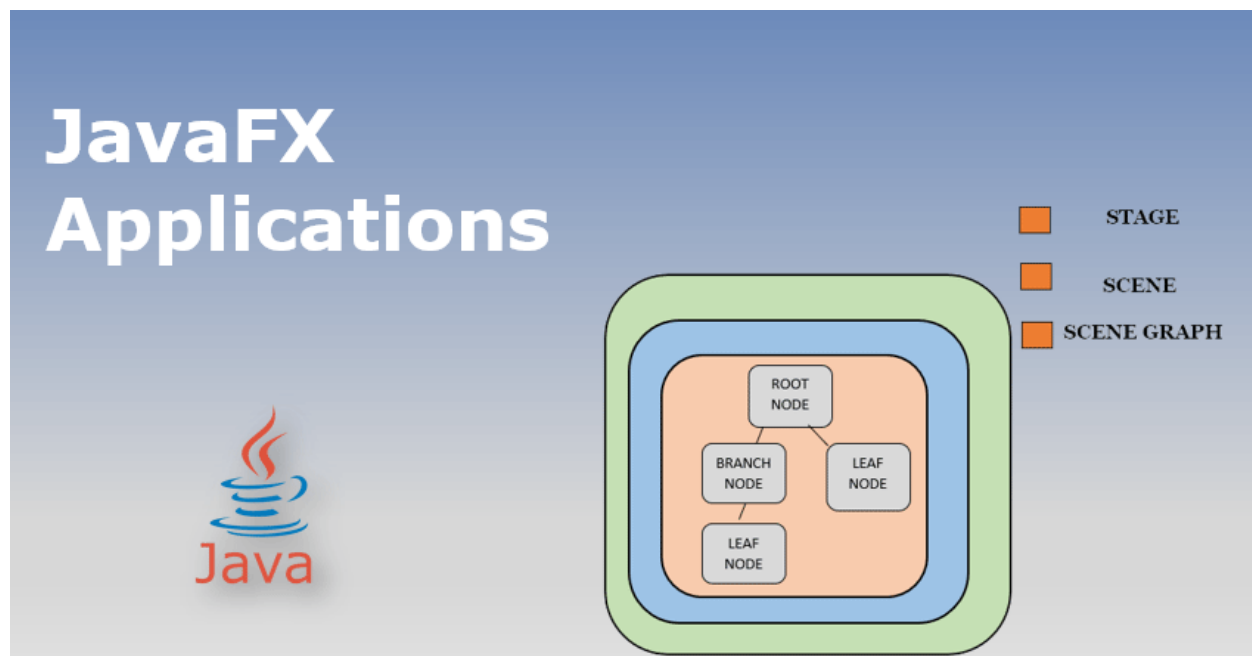 JavaFX
Applications
STAGE
SCENE
SCENE GRAPH
ROOT
NODE
BRANCH
NODE
LEAF
NODE
LEAF
NODE
Java